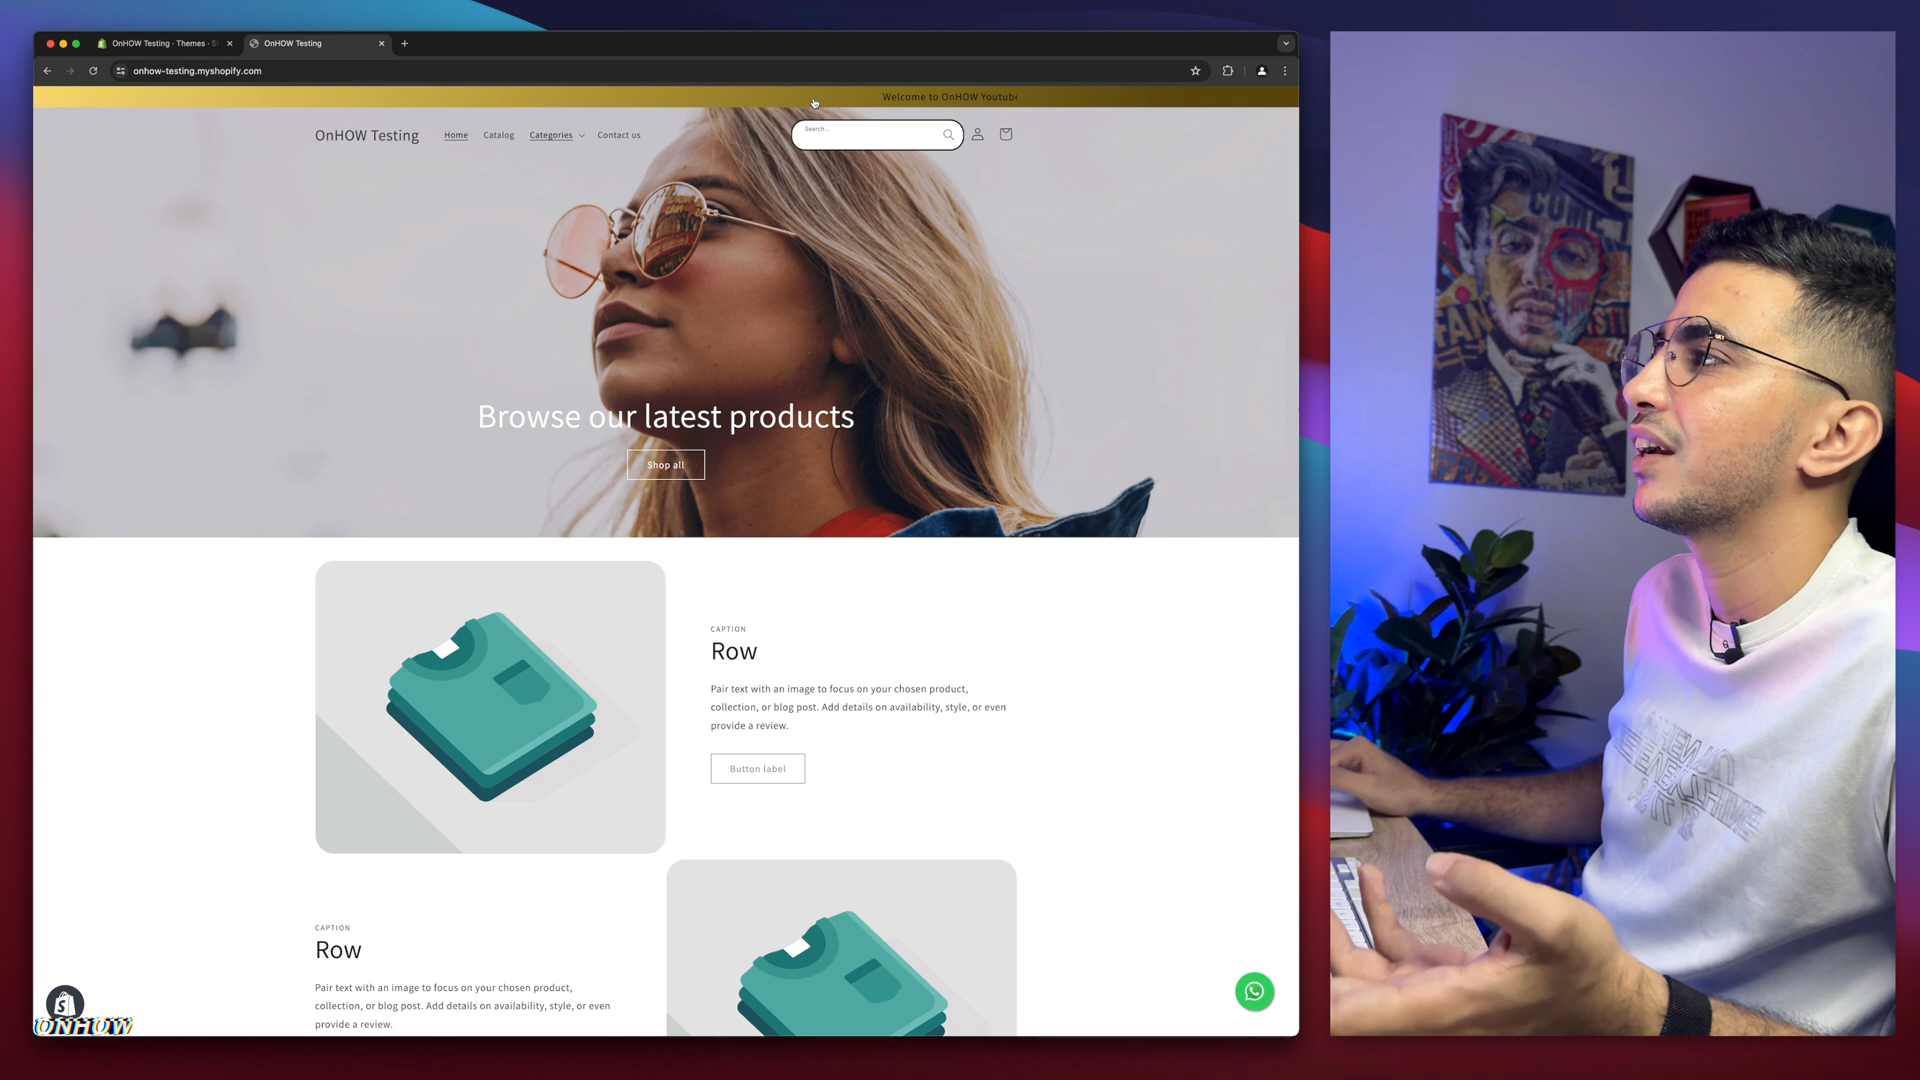 OnHOW Testing · Themes · S
OnHOW Testing
onhow-testing.myshopify.com
Welcome to OnHOW Youtube
OnHOW Testing
Home
Catalog
Categories
Contact us
Search...
Browse our latest products
Shop all
CAPTION
Row
Pair text with an image to focus on your chosen product,
collection, or blog post. Add details on availability, style, or even
provide a review.
Button label
CAPTION
Row
Pair text with an image to focus on your chosen product,
collection, or blog post. Add details on availability, style, or even
provide a review.
ONHOW
COME
FAN